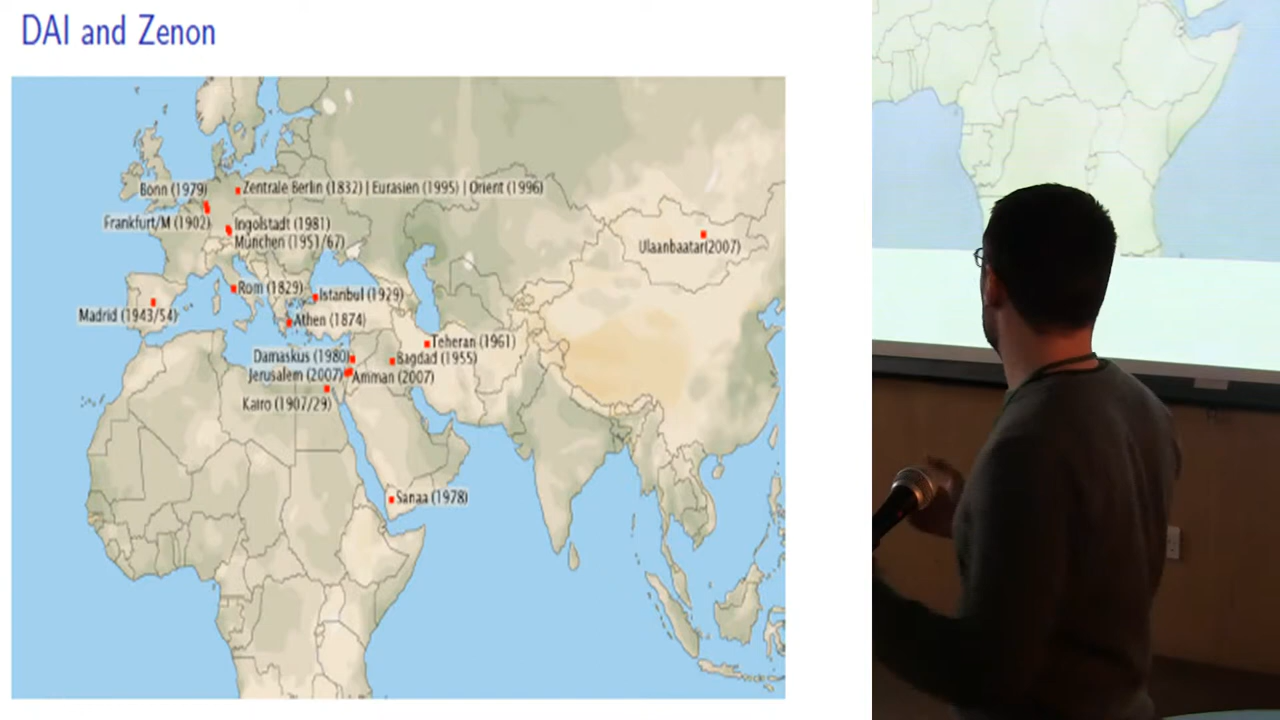 DAI and Zenon
Bonn (1979)
Zentrale Berlin (1832) | Eurasien (1995) | Orient (1996)
Frankfurt/M (1902)
Ingolstadt (1981)
München (1951/67)
Ulaanbaatar(2007)
Rom (1829)
Istanbul (1929)
Madrid (1943/54)
Athen (1874)
Teheran (1961)
Damaskus (1980)
Bagdad (1955)
Jerusalem (2007)
Amman (2007)
Kairo (1907/29)
Sanaa (1978)